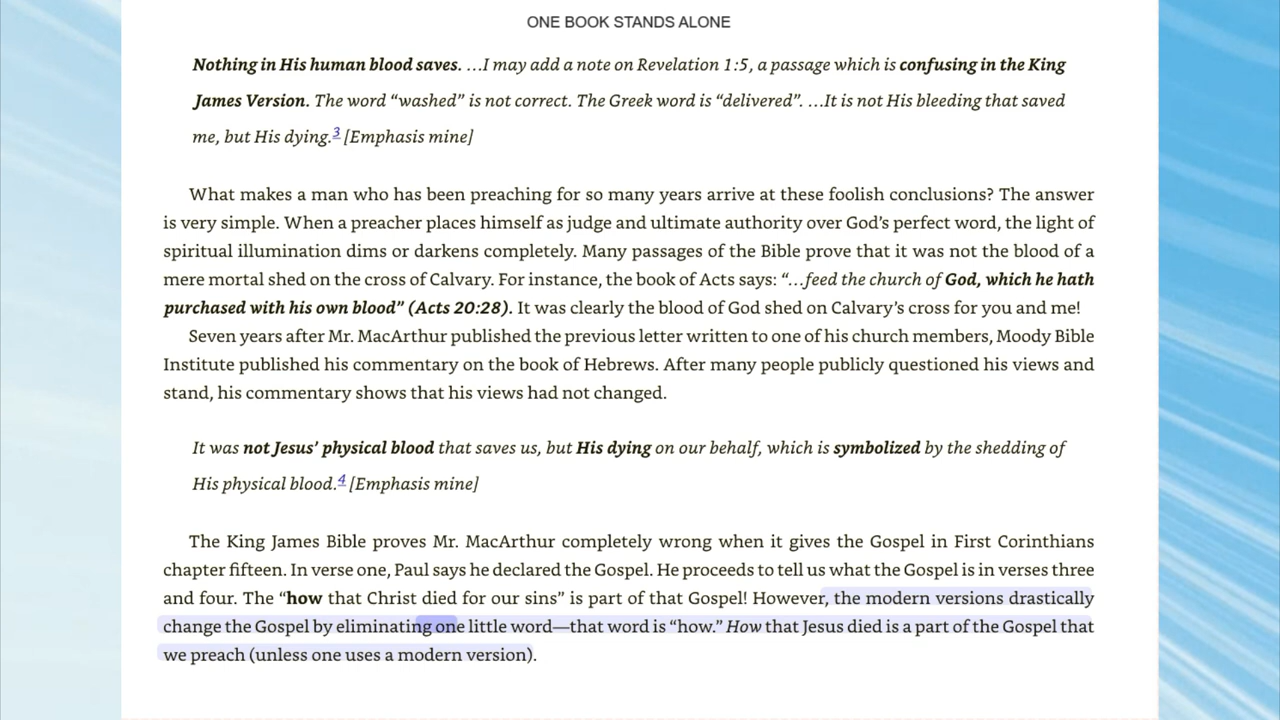 ONE BOOK STANDS ALONE
Nothing in His human blood saves. …I may add a note on Revelation 1:5, a passage which is confusing in the King
James Version. The word “washed” is not correct. The Greek word is “delivered”. …It is not His bleeding that saved
me, but His dying.3 [Emphasis mine]
What makes a man who has been preaching for so many years arrive at these foolish conclusions? The answer
is very simple. When a preacher places himself as judge and ultimate authority over God’s perfect word, the light of
spiritual illumination dims or darkens completely. Many passages of the Bible prove that it was not the blood of a
mere mortal shed on the cross of Calvary. For instance, the book of Acts says: “…feed the church of God, which he hath
purchased with his own blood” (Acts 20:28). It was clearly the blood of God shed on Calvary’s cross for you and me!
Seven years after Mr. MacArthur published the previous letter written to one of his church members, Moody Bible
Institute published his commentary on the book of Hebrews. After many people publicly questioned his views and
stand, his commentary shows that his views had not changed.
It was not Jesus’ physical blood that saves us, but His dying on our behalf, which is symbolized by the shedding of
His physical blood.4 [Emphasis mine]
The King James Bible proves Mr. MacArthur completely wrong when it gives the Gospel in First Corinthians
chapter fifteen. In verse one, Paul says he declared the Gospel. He proceeds to tell us what the Gospel is in verses three
and four. The “how that Christ died for our sins” is part of that Gospel! However, the modern versions drastically
change the Gospel by eliminating one little word—that word is “how.” How that Jesus died is a part of the Gospel that
we preach (unless one uses a modern version).